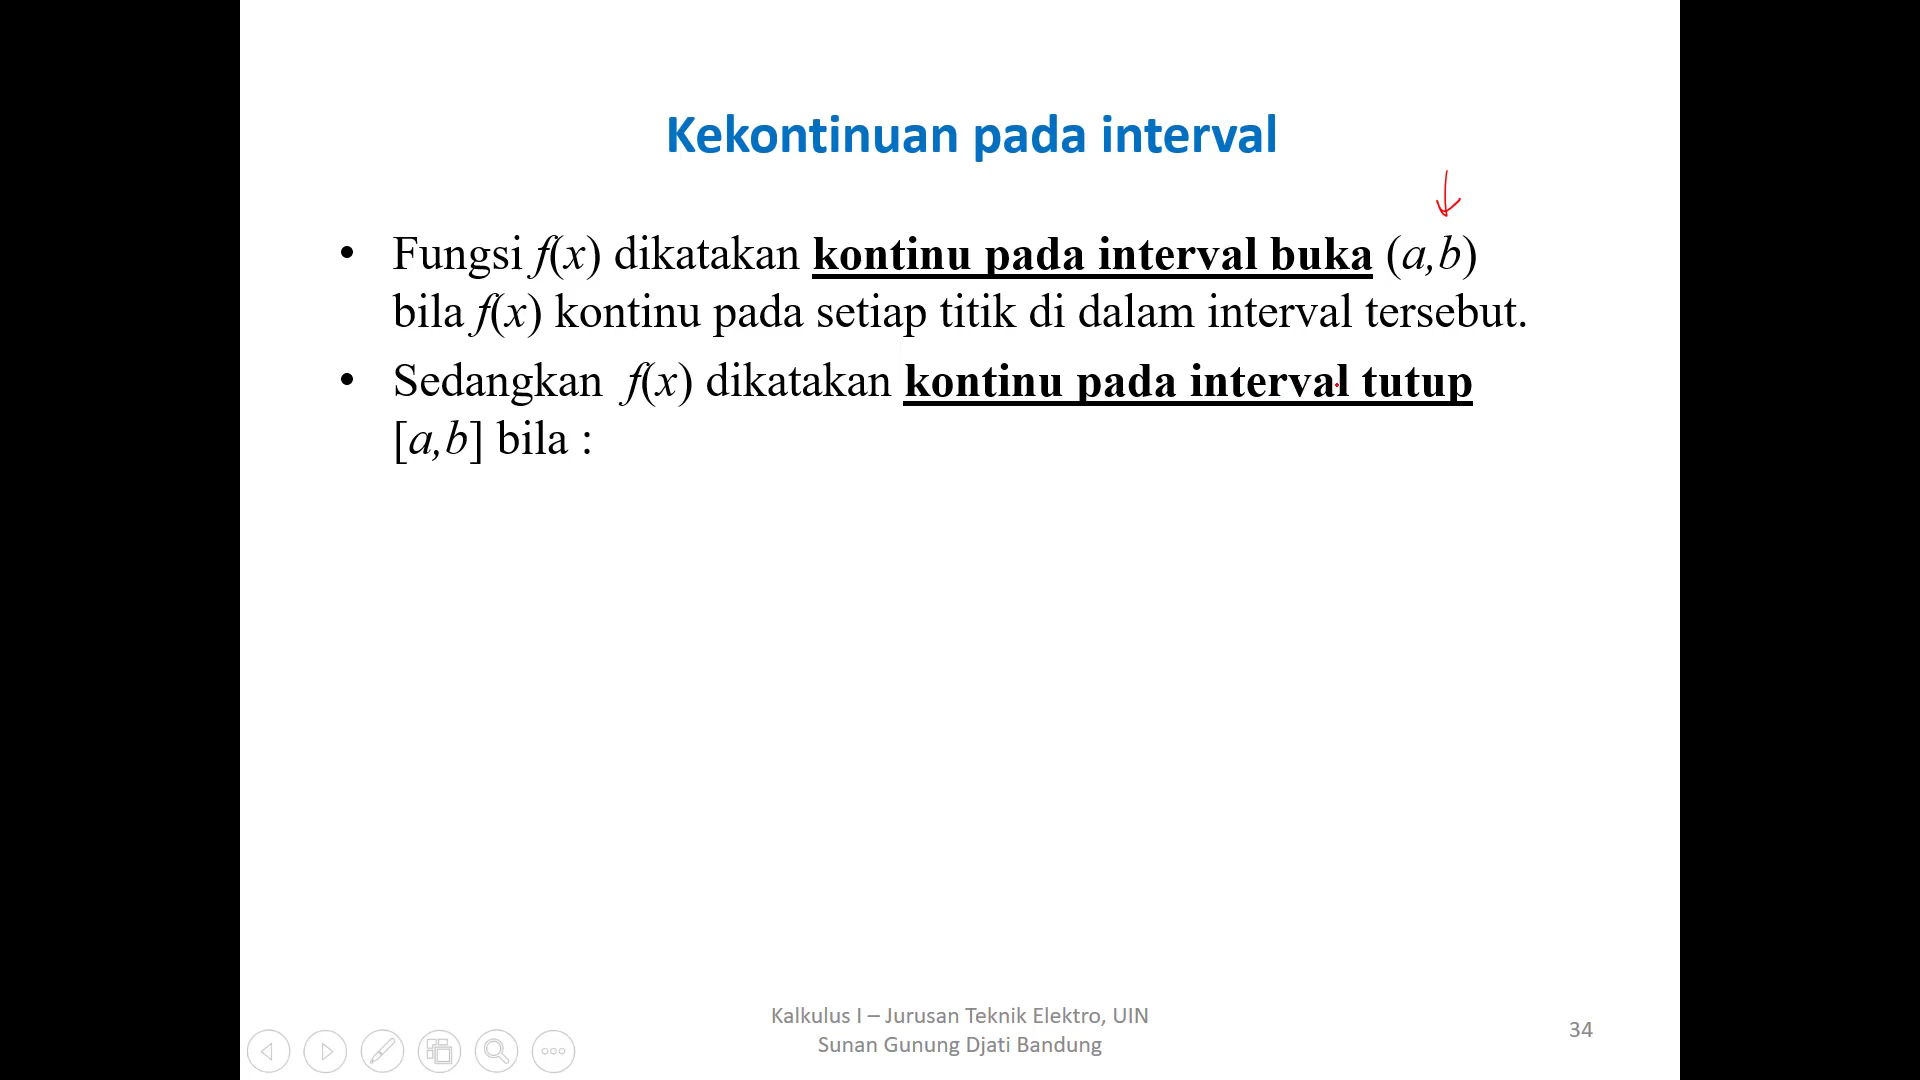 Kekontinuan pada interval
• Fungsi f(x) dikatakan kontinu pada interval buka (a,b)
bila f(x) kontinu pada setiap titik di dalam interval tersebut.
• Sedangkan f(x) dikatakan kontinu pada interval tutup
[a,b] bila :
Kalkulus I – Jurusan Teknik Elektro, UIN
Sunan Gunung Djati Bandung
34